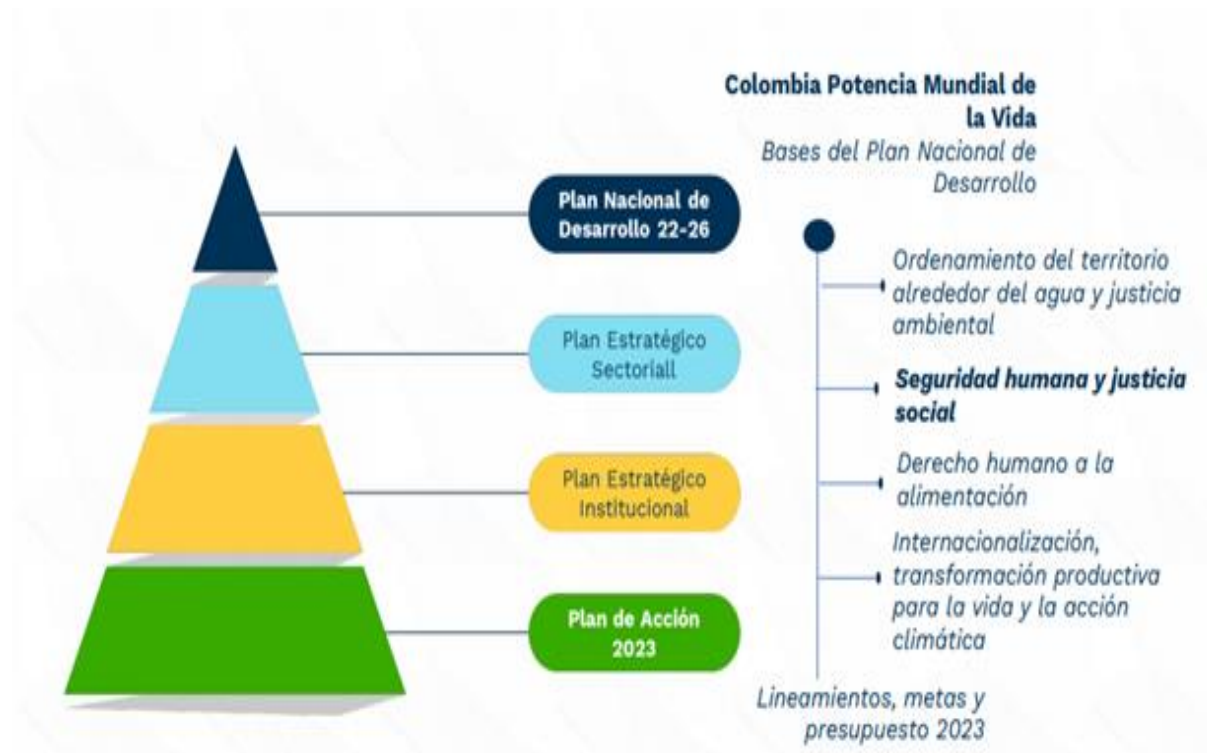 Plan Nacional de
Desarrollo 22-26
Plan Estratégico
Sectoriall
Plan Estratégico
Institucional
Plan de Acción
2023
Colombia Potencia Mundial de
la Vida
Bases del Plan Nacional de
Desarrollo
Ordenamiento del territorio
alrededor del agua y justicia
ambiental
Seguridad humana y justicia
social
Derecho humano a la
alimentación
Internacionalización,
transformación productiva
para la vida y la acción
climática
Lineamientos, metas y
presupuesto 2023